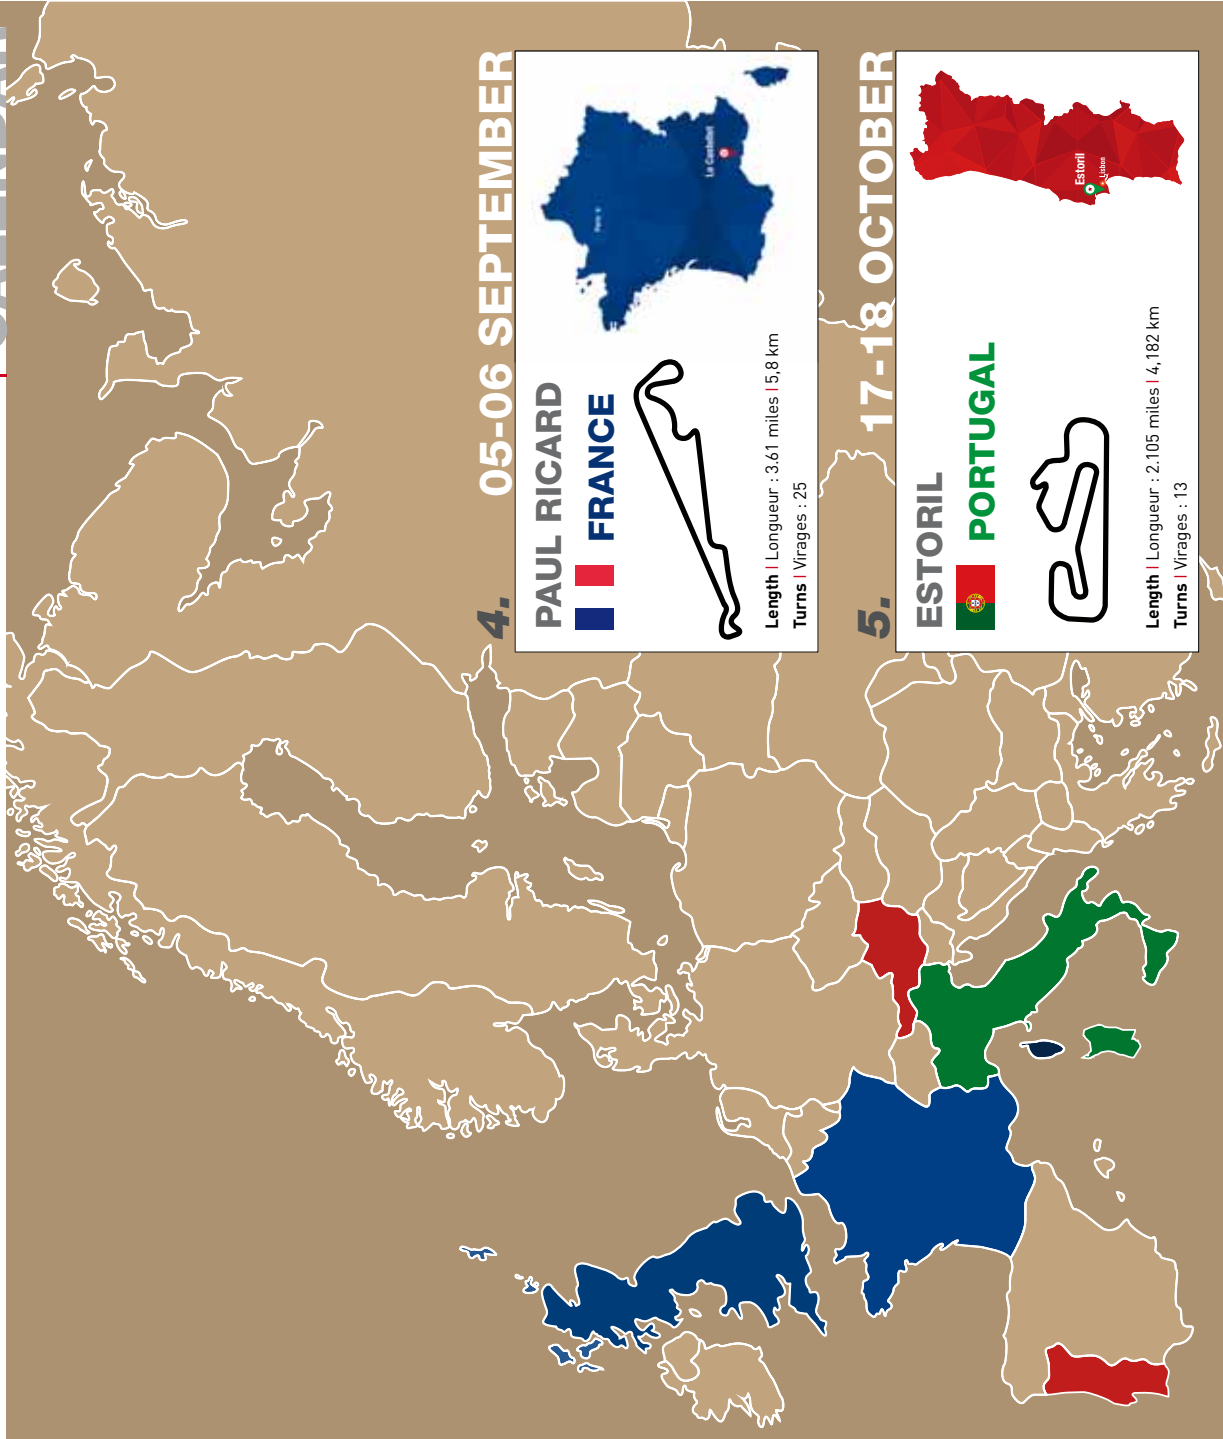 05-06 SEPTEMBER
4.
PAUL RICARD
FRANCE
Le Castellet
Length | Longueur : 3.61 miles | 5,8 km
Turns | Virages : 25
17-18 OCTOBER
5.
ESTORIL
PORTUGAL
Estoril
Lisbon
Length | Longueur : 2.105 miles | 4,182 km
Turns | Virages : 13